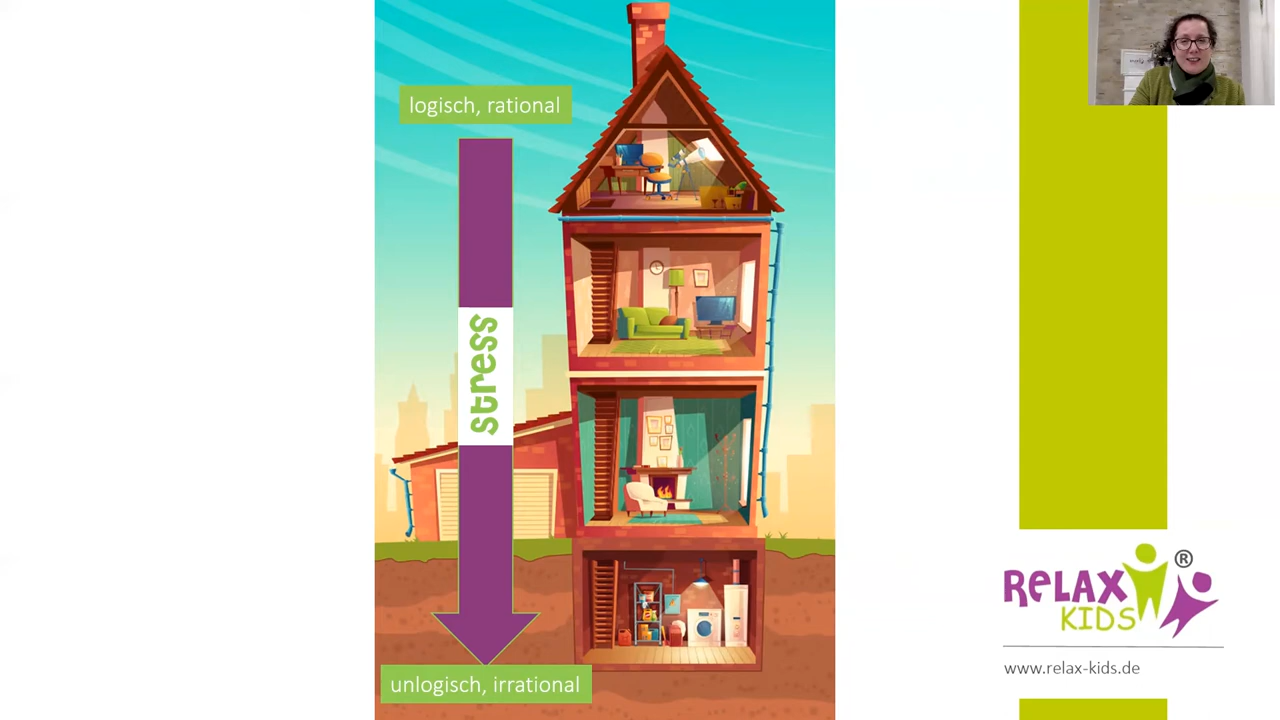 logisch, rational
stress
unlogisch, irrational
RELAX
KIDS
®
www.relax-kids.de